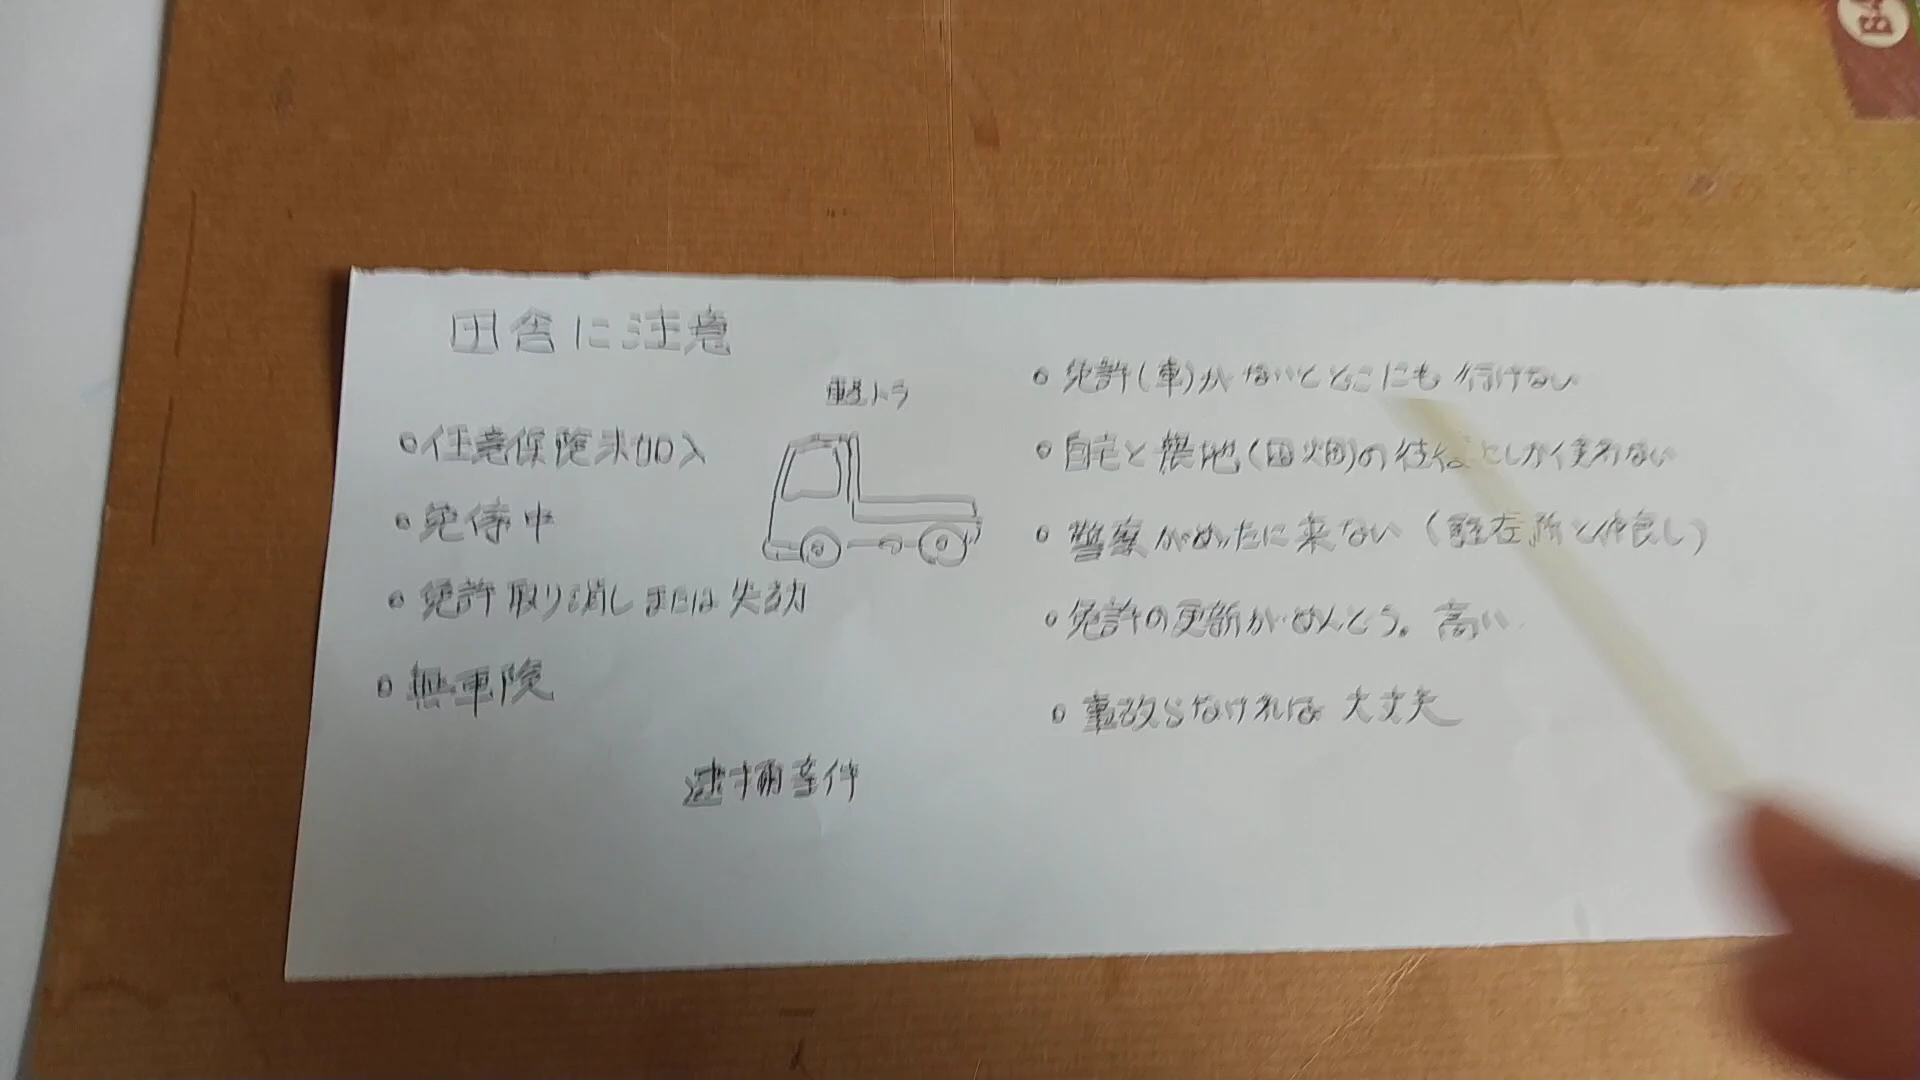 田舎に注意
軽トラ
・任意保険未加入
・免停中
・免許取り消しまたは失効
・無車検
逮捕案件
・免許(車)がないとどこにも行けない
・自宅と農地(田畑)の往復としか使わない
・警察がめったに来ない(駐在所と仲良し)
・免許の更新がめんどう。高い
・事故らなければ大丈夫